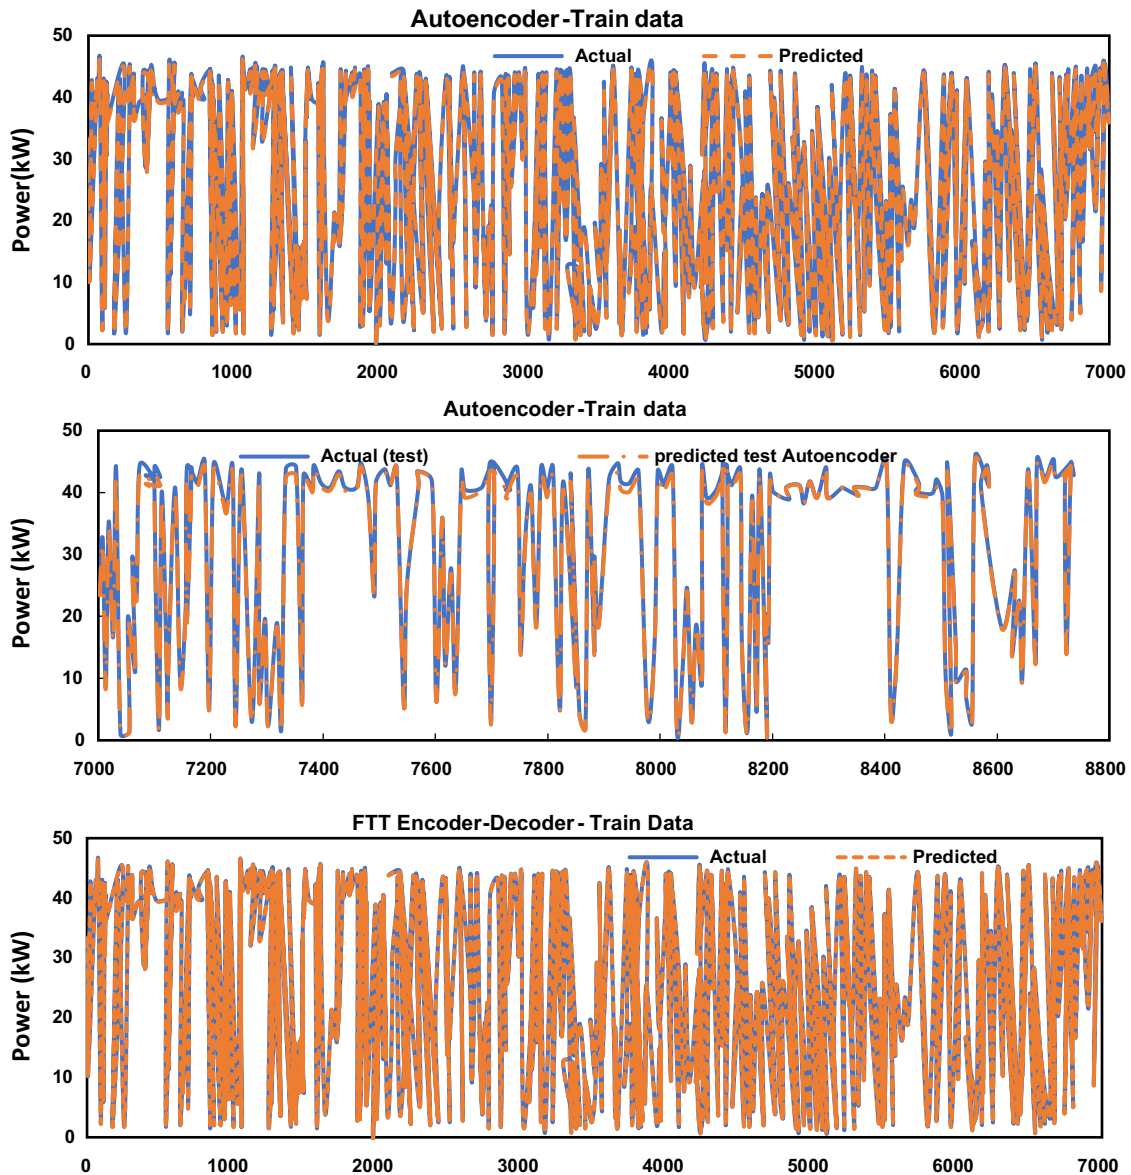 Autoencoder-Train data
Actual
Predicted
Power(kW)
50
40
30
20
10
0
0 1000 2000 3000 4000 5000 6000 7000
Autoencoder-Train data
Actual (test)
predicted test Autoencoder
Power (kW)
50
40
30
20
10
0
7000 7200 7400 7600 7800 8000 8200 8400 8600 8800
FTT Encoder-Decoder- Train Data
Actual
Predicted
Power (kW)
50
40
30
20
10
0
0 1000 2000 3000 4000 5000 6000 7000